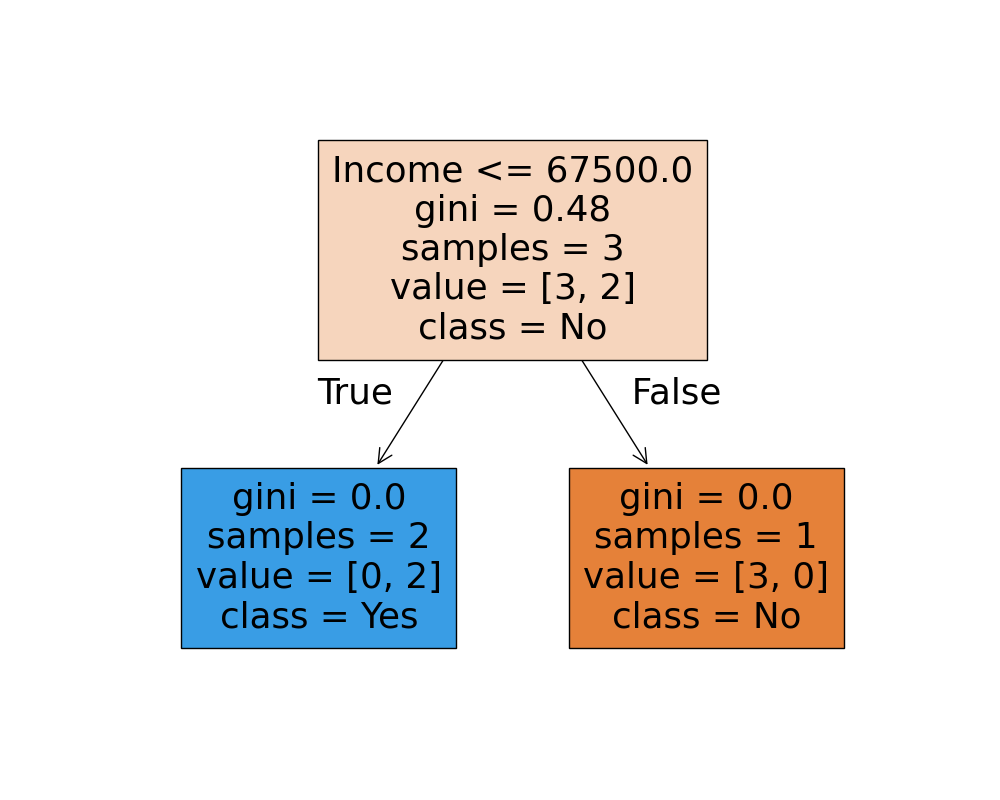 Income <= 67500.0
gini = 0.48
samples = 3
value = [3, 2]
class = No
True
False
gini = 0.0
samples = 2
value = [0, 2]
class = Yes
gini = 0.0
samples = 1
value = [3, 0]
class = No